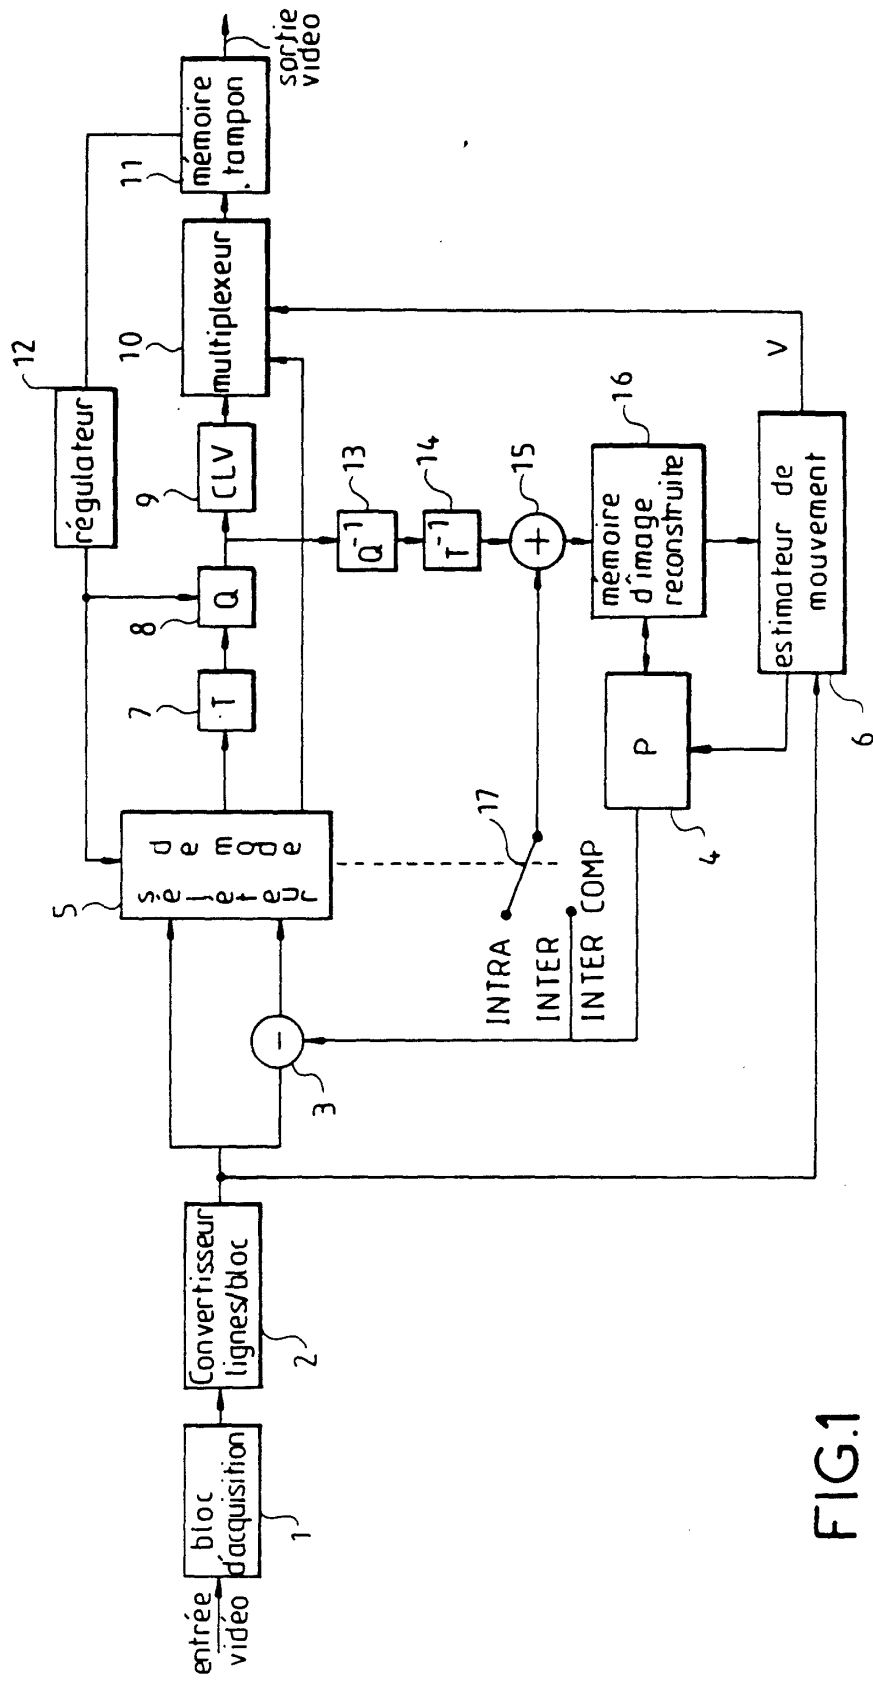 entrée
vidéo
bloc
d'acquisition
1
Convertisseur
lignes/bloc
2
3
sélecteur
de mode
5
T
7
Q
8
régulateur
12
CLV
9
multiplexeur
10
mémoire
tampon
11
sortie
video
Q-1
13
T-1
14
+
15
-
INTRA
INTER
INTER COMP
17
P
4
mémoire
d'image
reconstruite
16
estimateur de
mouvement
6
V
FIG.1